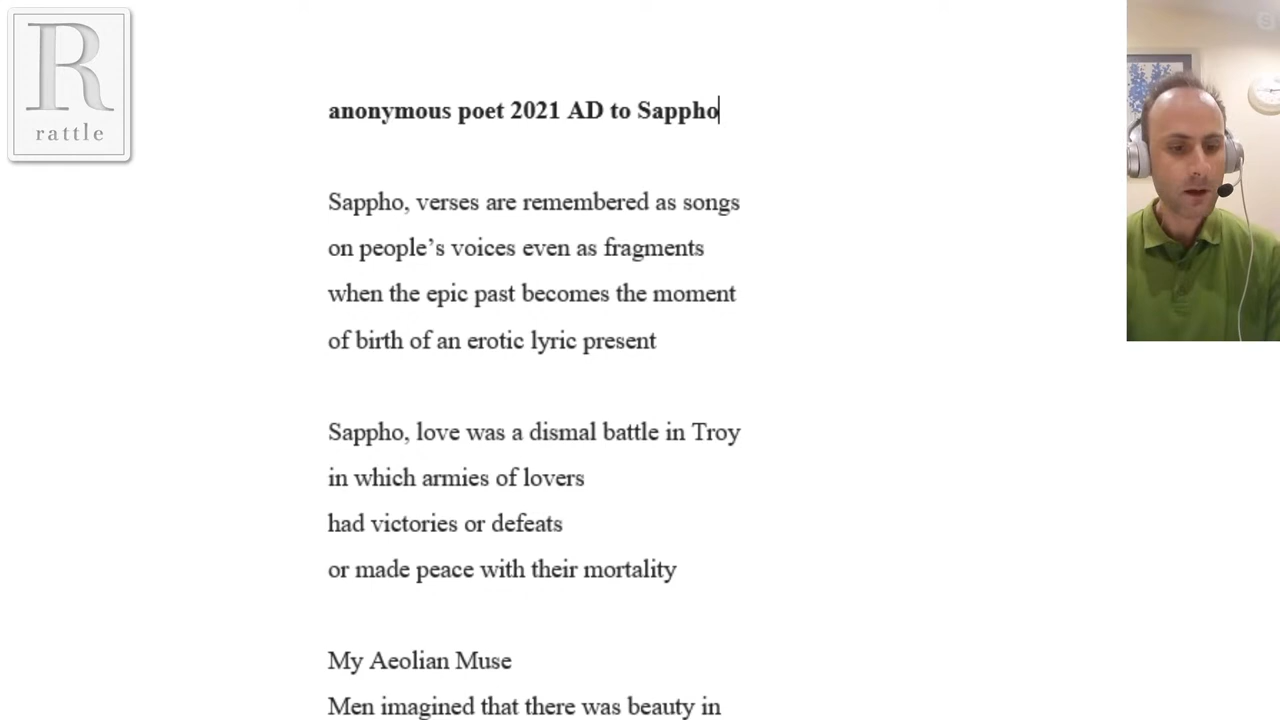 R
rattle
anonymous poet 2021 AD to Sappho
Sappho, verses are remembered as songs
on people’s voices even as fragments
when the epic past becomes the moment
of birth of an erotic lyric present
Sappho, love was a dismal battle in Troy
in which armies of lovers
had victories or defeats
or made peace with their mortality
My Aeolian Muse
Men imagined that there was beauty in